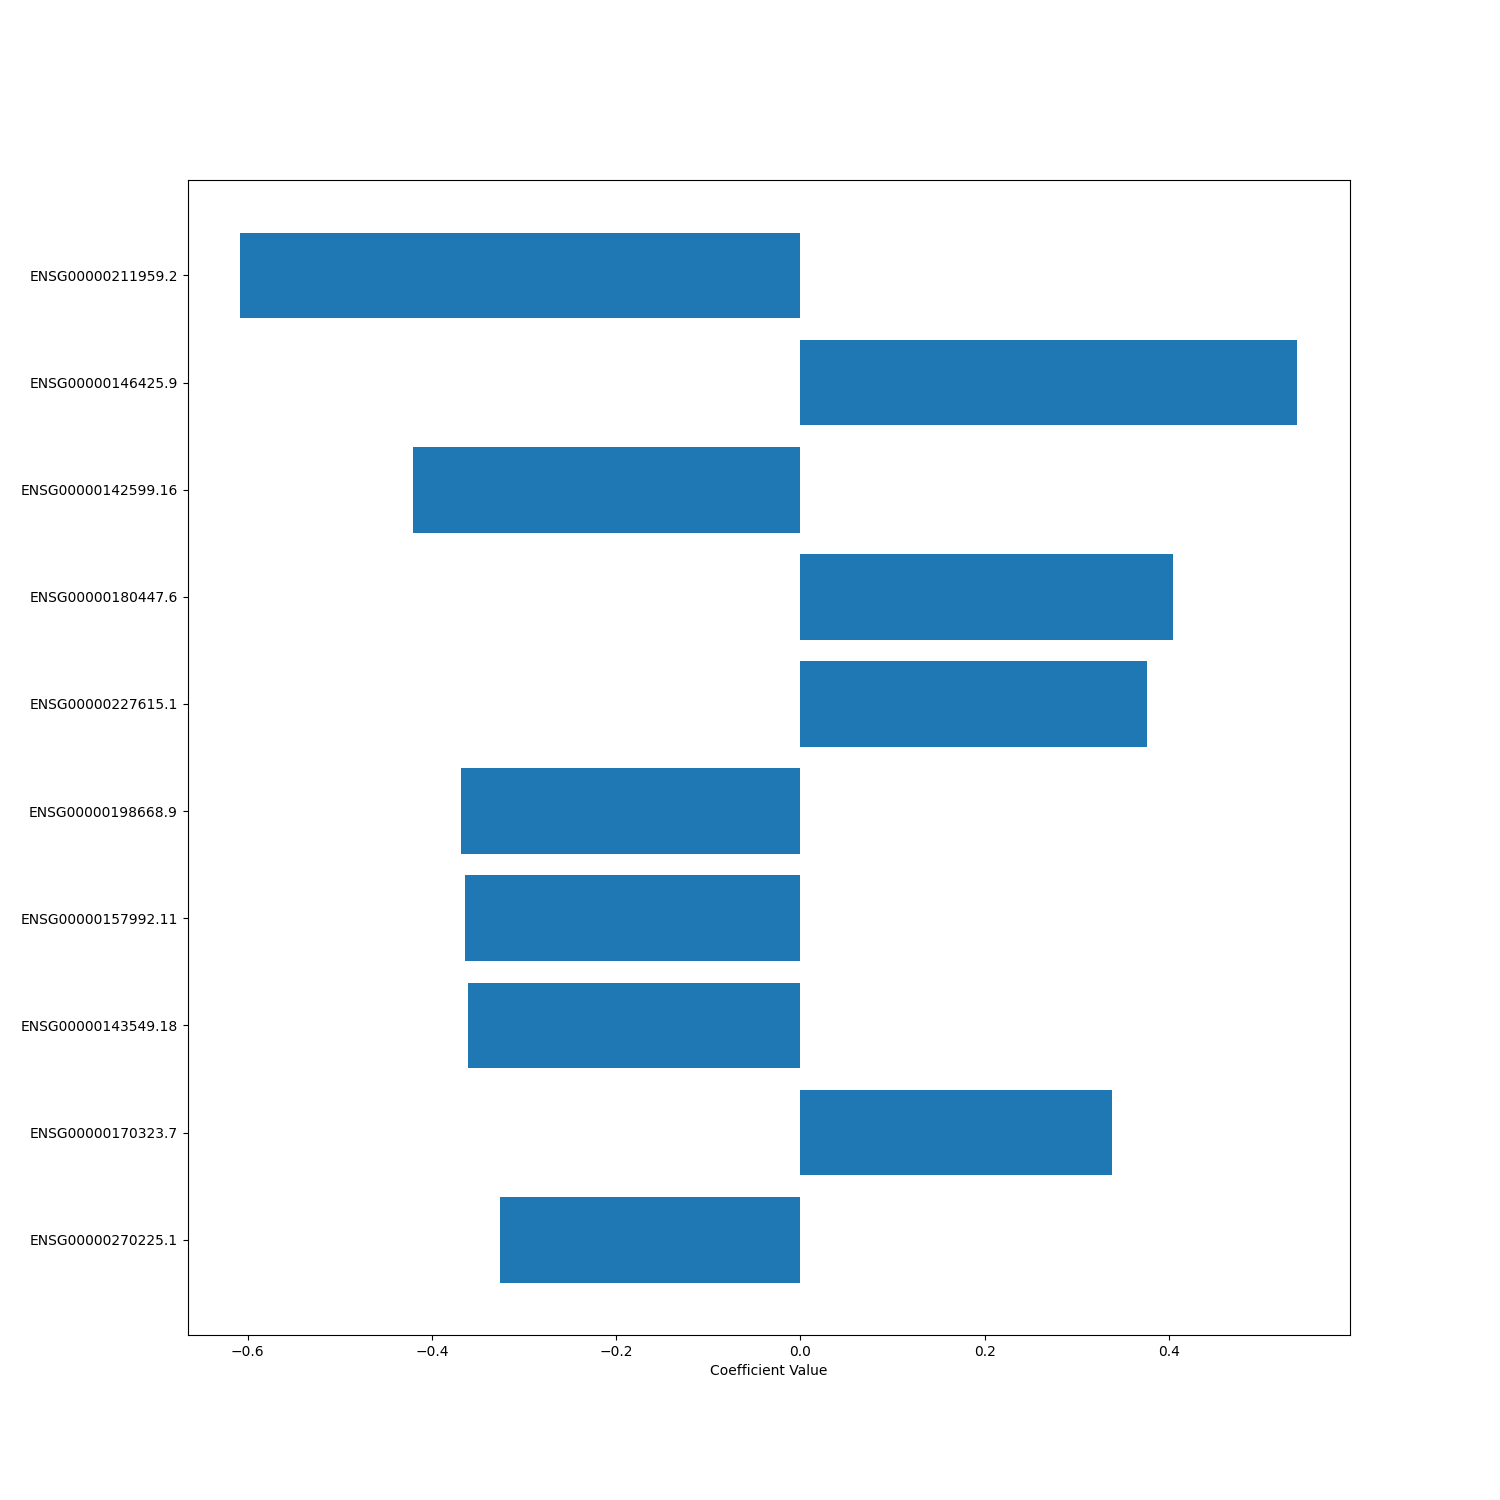 ENSG00000211959.2
ENSG00000146425.9
ENSG00000142599.16
ENSG00000180447.6
ENSG00000227615.1
ENSG00000198668.9
ENSG00000157992.11
ENSG00000143549.18
ENSG00000170323.7
ENSG00000270225.1
−0.6 −0.4 −0.2 0.0 0.2 0.4
Coefficient Value